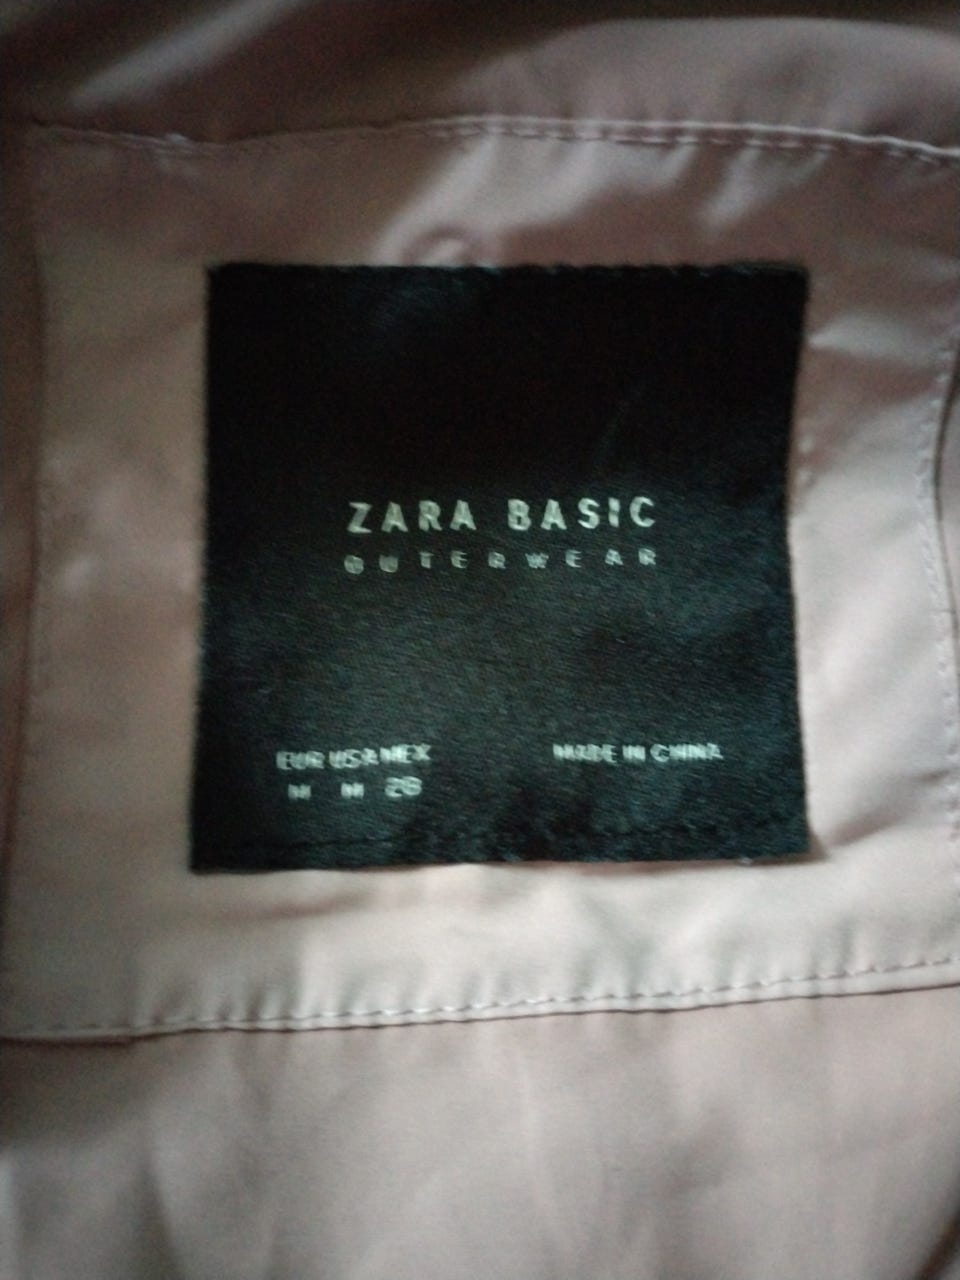 ZARA BASIC
OUTERWEAR
EUR USA MEX
M M 28
MADE IN CHINA